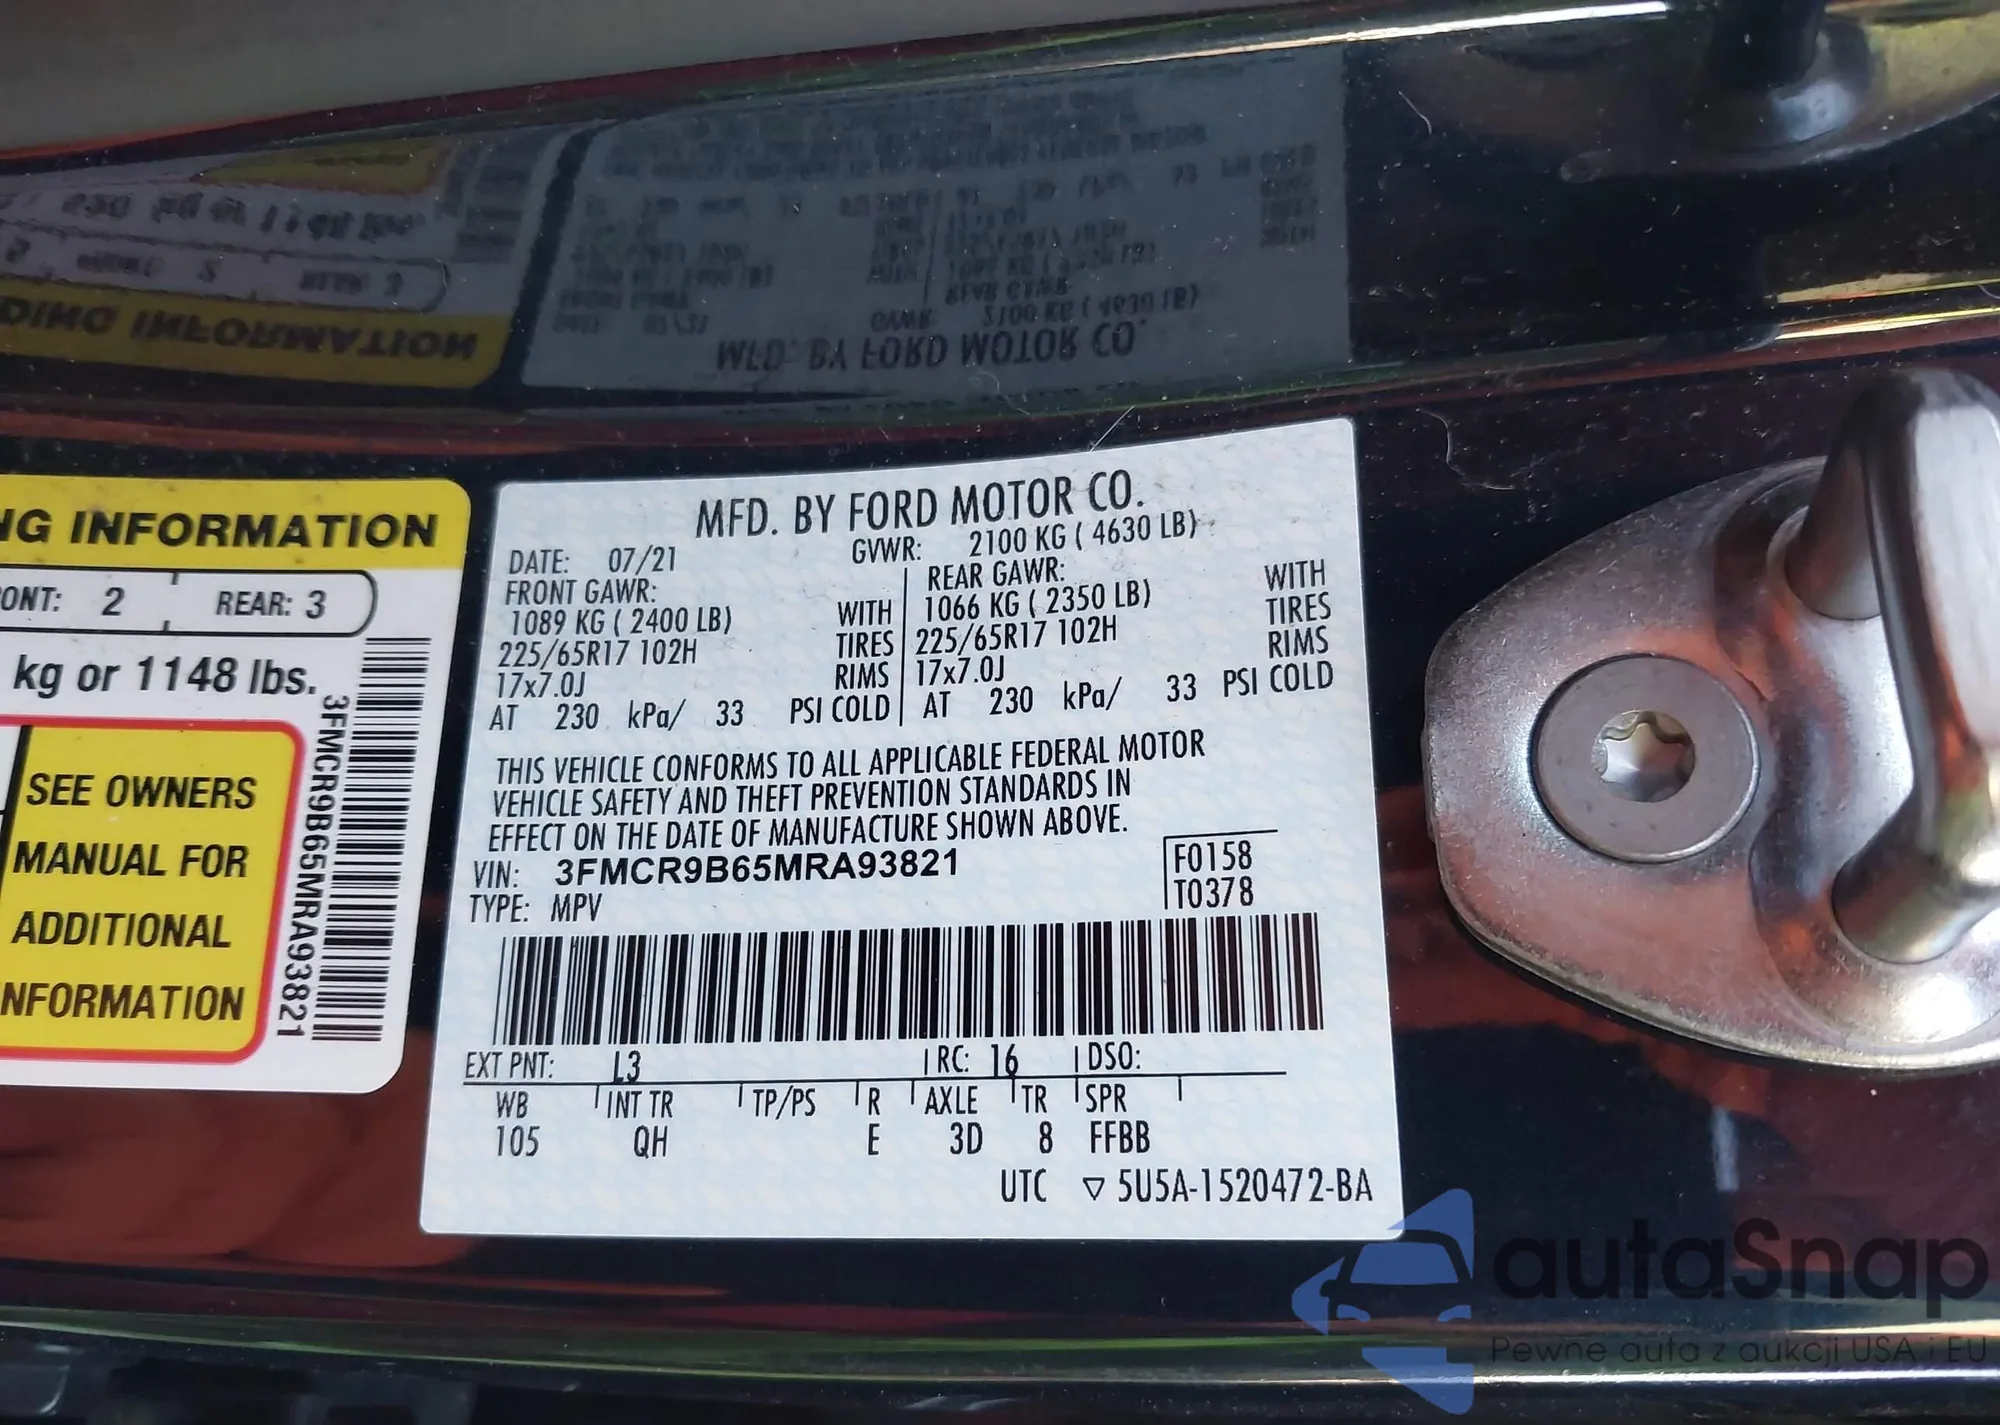 NG INFORMATION
ONT: 2 REAR: 3
kg or 1148 lbs.
SEE OWNERS
MANUAL FOR
ADDITIONAL
NFORMATION
3FMCR9B65MRA93821
MFD. BY FORD MOTOR CO.
DATE: 07/21 GVWR: 2100 KG ( 4630 LB)
FRONT GAWR: REAR GAWR:
1089 KG ( 2400 LB) WITH 1066 KG ( 2350 LB) WITH
225/65R17 102H TIRES 225/65R17 102H TIRES
17x7.0J RIMS 17x7.0J RIMS
AT 230 kPa/ 33 PSI COLD AT 230 kPa/ 33 PSI COLD
THIS VEHICLE CONFORMS TO ALL APPLICABLE FEDERAL MOTOR
VEHICLE SAFETY AND THEFT PREVENTION STANDARDS IN
EFFECT ON THE DATE OF MANUFACTURE SHOWN ABOVE.
VIN: 3FMCR9B65MRA93821 F0158
TYPE: MPV T0378
EXT PNT: L3 RC: 16 DSO:
WB INT TR TP/PS R AXLE TR SPR
105 QH E 3D 8 FFBB
UTC ▽ 5U5A-1520472-BA
autaSnap
Pewne auta z aukcji USA i EU